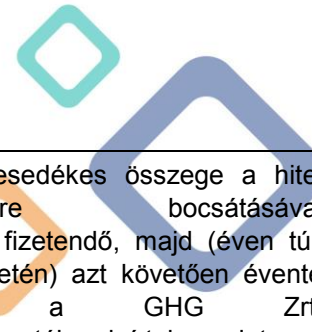 esedékes összege a hite
re bocsátásáva
fizetendő, majd (éven tú
etén) azt követően évente
a GHG Zrt